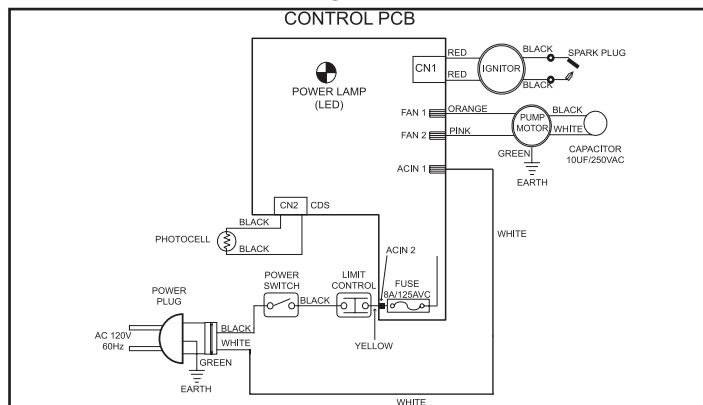 CONTROL PCB
POWER LAMP
(LED)
CN1
RED
RED
IGNITOR
BLACK
BLACK
SPARK PLUG
FAN 1
ORANGE
FAN 2
PINK
PUMP
MOTOR
BLACK
WHITE
CAPACITOR
10UF/250VAC
GREEN
EARTH
ACIN 1
WHITE
CN2
CDS
BLACK
BLACK
PHOTOCELL
ACIN 2
POWER
SWITCH
LIMIT
CONTROL
FUSE
8A/125AVC
BLACK
YELLOW
POWER
PLUG
AC 120V
60Hz
BLACK
WHITE
GREEN
EARTH
WHITE